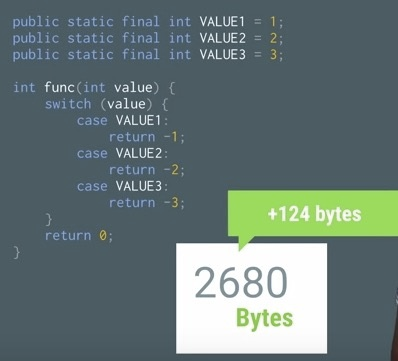 public static final int VALUE1 = 1;
public static final int VALUE2 = 2;
public static final int VALUE3 = 3;
int func(int value) {
    switch (value) {
        case VALUE1:
            return -1;
        case VALUE2:
            return -2;
        case VALUE3:
            return -3;
    }
    return 0;
}
+124 bytes
2680
Bytes